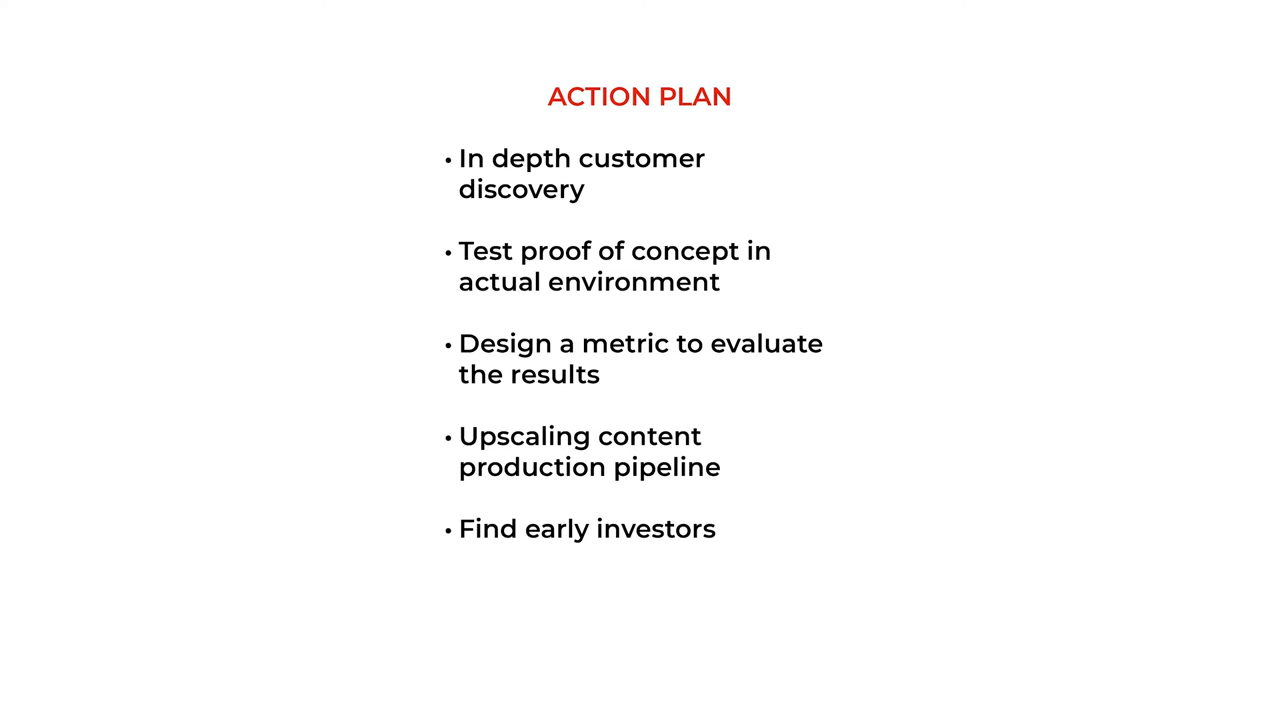 ACTION PLAN
• In depth customer
discovery
• Test proof of concept in
actual environment
• Design a metric to evaluate
the results
• Upscaling content
production pipeline
• Find early investors